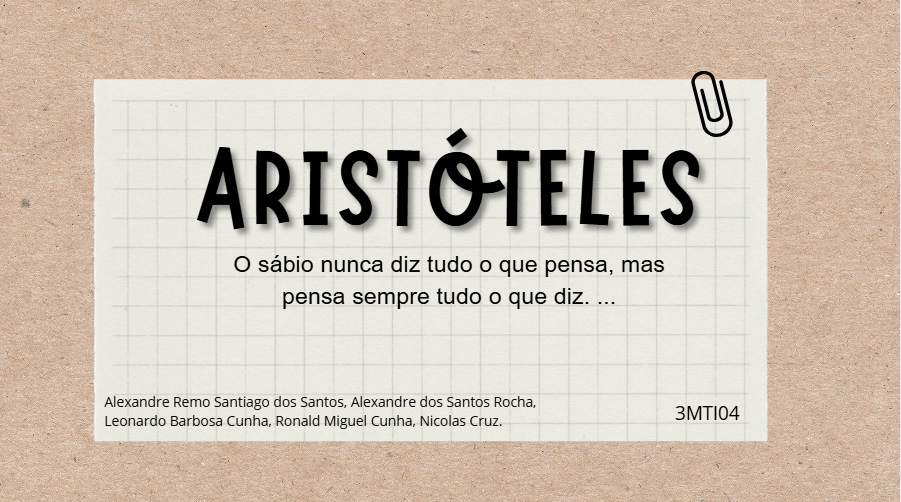 ARISTÓTELES
O sábio nunca diz tudo o que pensa, mas
pensa sempre tudo o que diz. ...
Alexandre Remo Santiago dos Santos, Alexandre dos Santos Rocha,
Leonardo Barbosa Cunha, Ronald Miguel Cunha, Nicolas Cruz.
3MTI04